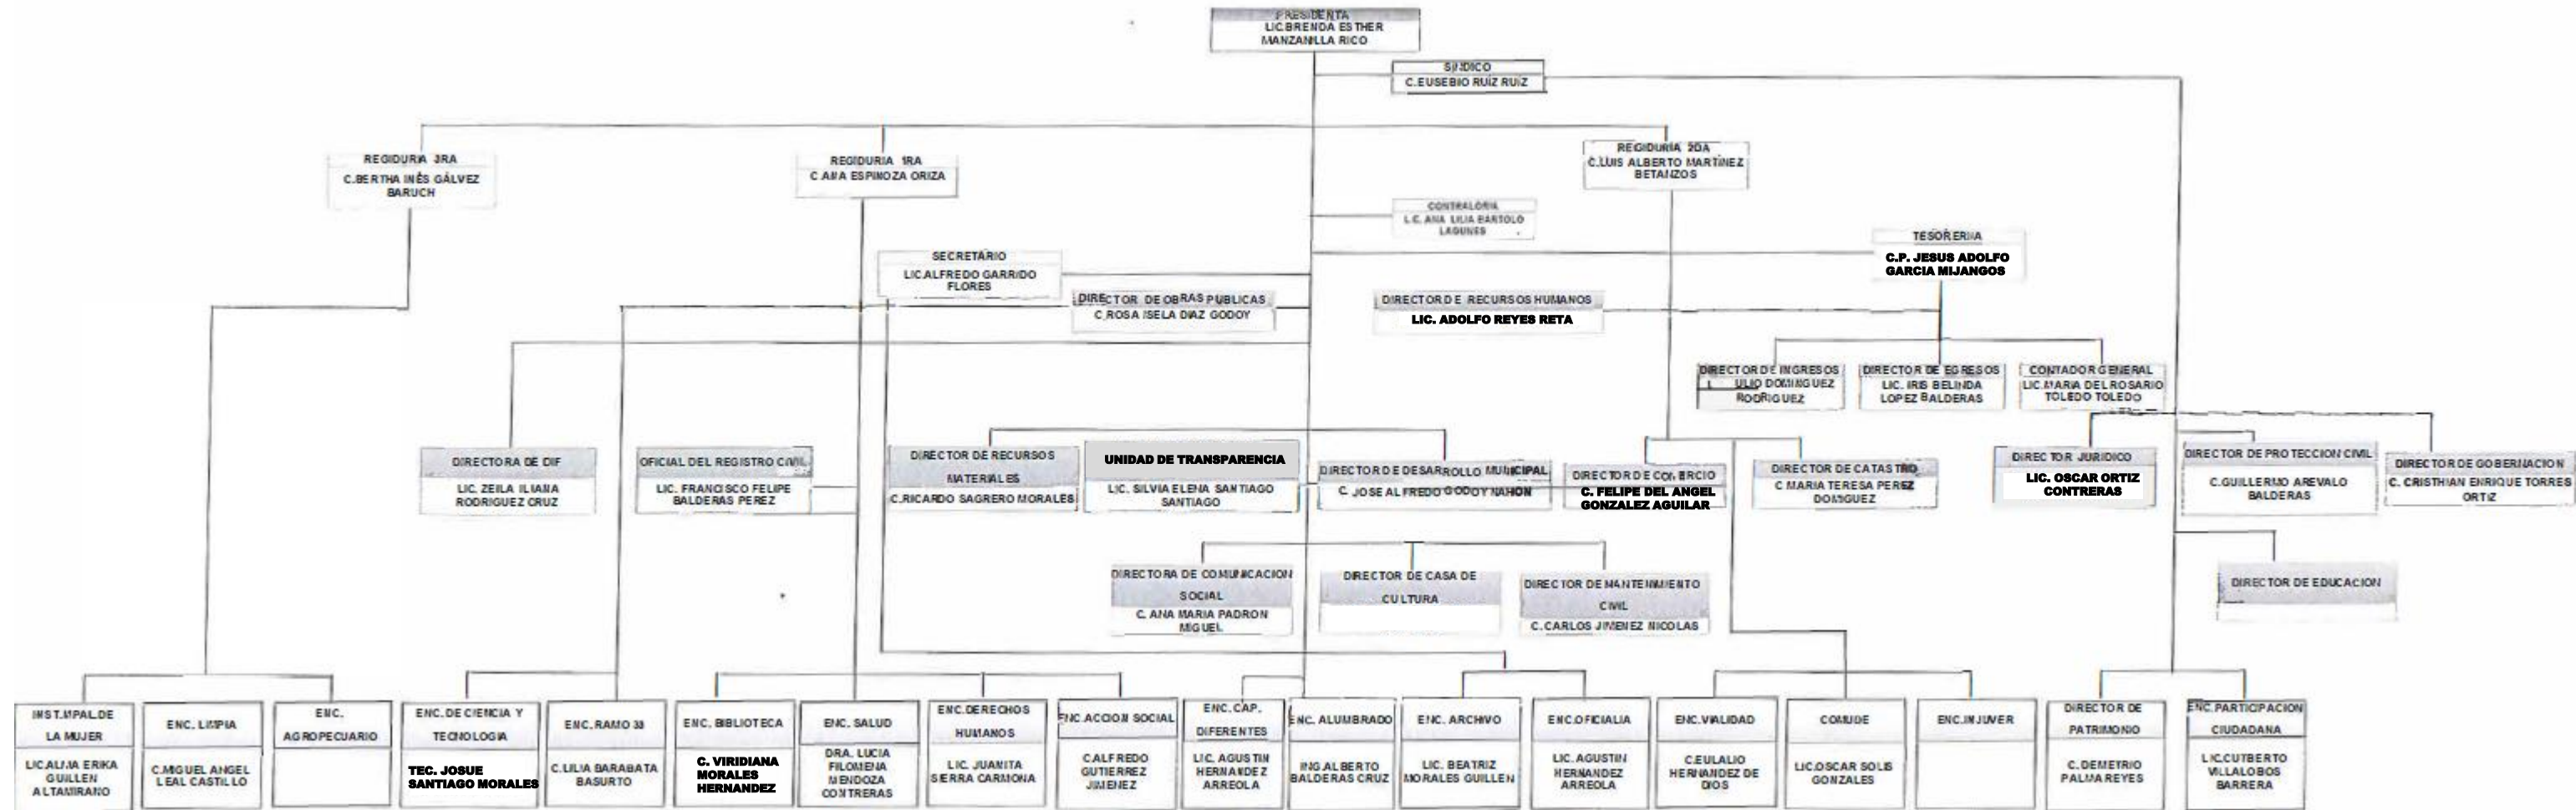 PRESIDENTA
LIC.BRENDA ESTHER
MANZANILLA RICO
SINDICO
C.EUSEBIO RUÍZ RUÍZ
REGIDURIA 3RA
C.BERTHA INÉS GÁLVEZ
BARUCH
REGIDURIA 1RA
C.ANA ESPINOZA ORIZA
REGIDURIA 2DA
C.LUIS ALBERTO MARTÍNEZ
BETANZOS
CONTRALORIA
L.C. ANA LILIA BARTOLO
LAGUNES
TESORERIA
C.P. JESUS ADOLFO
GARCIA MIJANGOS
SECRETARIO
LIC.ALFREDO GARRIDO
FLORES
DIRECTOR DE OBRAS PUBLICAS
C.ROSA ISELA DIAZ GODOY
DIRECTOR DE RECURSOS HUMANOS
LIC. ADOLFO REYES RETA
DIRECTOR DE INGRESOS
ULIO DOMINGUEZ
RODRIGUEZ
DIRECTOR DE EGRESOS
LIC. IRIS BELINDA
LOPEZ BALDERAS
CONTADOR GENERAL
LIC.MARIA DEL ROSARIO
TOLEDO TOLEDO
DIRECTORA DE DIF
LIC. ZEILA ILIANA
RODRIGUEZ CRUZ
OFICIAL DEL REGISTRO CIVIL
LIC. FRANCISCO FELIPE
BALDERAS PEREZ
DIRECTOR DE RECURSOS
MATERIALES
C.RICARDO SAGRERO MORALES
UNIDAD DE TRANSPARENCIA
LIC. SILVIA ELENA SANTIAGO
SANTIAGO
DIRECTOR DE DESARROLLO MUNICIPAL
C. JOSE ALFREDO GODOY NAHON
DIRECTOR DE COMERCIO
C. FELIPE DEL ANGEL
GONZALEZ AGUILAR
DIRECTOR DE CATASTRO
C MARIA TERESA PEREZ
DOMIGUEZ
DIRECTOR JURIDICO
LIC. OSCAR ORTIZ
CONTRERAS
DIRECTOR DE PROTECCION CIVIL
C.GUILLERMO AREVALO
BALDERAS
DIRECTOR DE GOBERNACION
C. CRISTHIAN ENRIQUE TORRES
ORTIZ
DIRECTORA DE COMUNICACION
SOCIAL
C. ANA MARIA PADRON
MIGUEL
DIRECTOR DE CASA DE
CULTURA
DIRECTOR DE MANTENIMIENTO
CIVIL
C.CARLOS JIMENEZ NICOLAS
DIRECTOR DE EDUCACION
INST.MPAL.DE
LA MUJER
LIC.ALMA ERIKA
GUILLEN
ALTAMIRANO
ENC. LIMPIA
C.MIGUEL ANGEL
LEAL CASTILLO
ENC.
AGROPECUARIO
ENC. DE CIENCIA Y
TECNOLOGIA
TEC. JOSUE
SANTIAGO MORALES
ENC. RAMO 33
C.LILIA BARABATA
BASURTO
ENC. BIBLIOTECA
C. VIRIDIANA
MORALES
HERNANDEZ
ENC. SALUD
DRA. LUCIA
FILOMENA
MENDOZA
CONTRERAS
ENC.DERECHOS
HUMANOS
LIC. JUANITA
SIERRA CARMONA
ENC.ACCION SOCIAL
C.ALFREDO
GUTIERREZ
JIMENEZ
ENC. CAP.
DIFERENTES
LIC. AGUSTIN
HERNANDEZ
ARREOLA
ENC. ALUMBRADO
ING.ALBERTO
BALDERAS CRUZ
ENC. ARCHIVO
LIC. BEATRIZ
MORALES GUILLEN
ENC.OFICIALIA
LIC. AGUSTIN
HERNANDEZ
ARREOLA
ENC.VIALIDAD
C.EULALIO
HERNANDEZ DE
DIOS
COMUDE
LIC.OSCAR SOLIS
GONZALES
ENC.INJUVER
DIRECTOR DE
PATRIMONIO
C. DEMETRIO
PALMA REYES
ENC.PARTICIPACION
CIUDADANA
LIC.CUTBERTO
VILLALOBOS
BARRERA